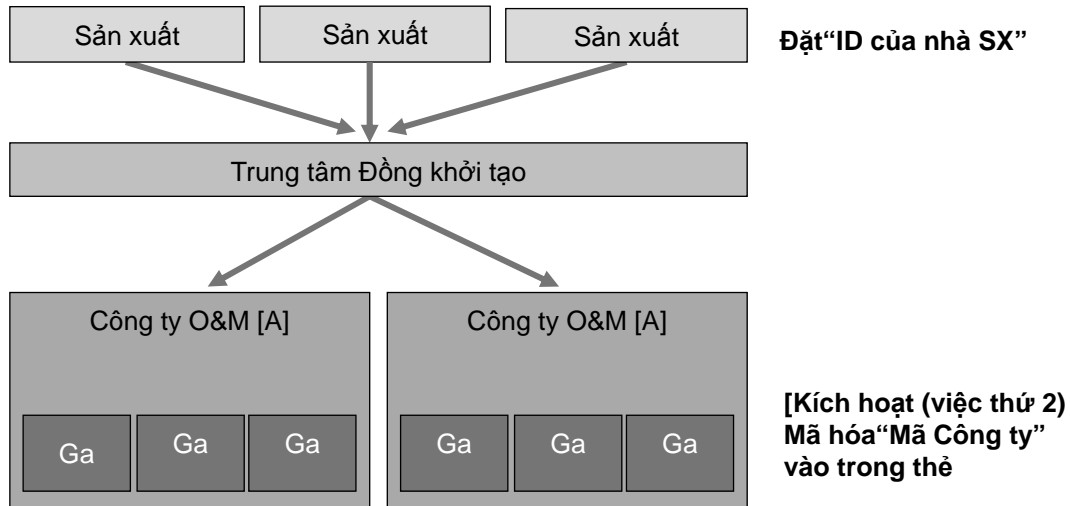 Sản xuất
Sản xuất
Sản xuất
Đặt“ID của nhà SX”
Trung tâm Đồng khởi tạo
Công ty O&M [A]
Công ty O&M [A]
Ga
Ga
Ga
Ga
Ga
Ga
[Kích hoạt (việc thứ 2)
Mã hóa“Mã Công ty”
vào trong thẻ